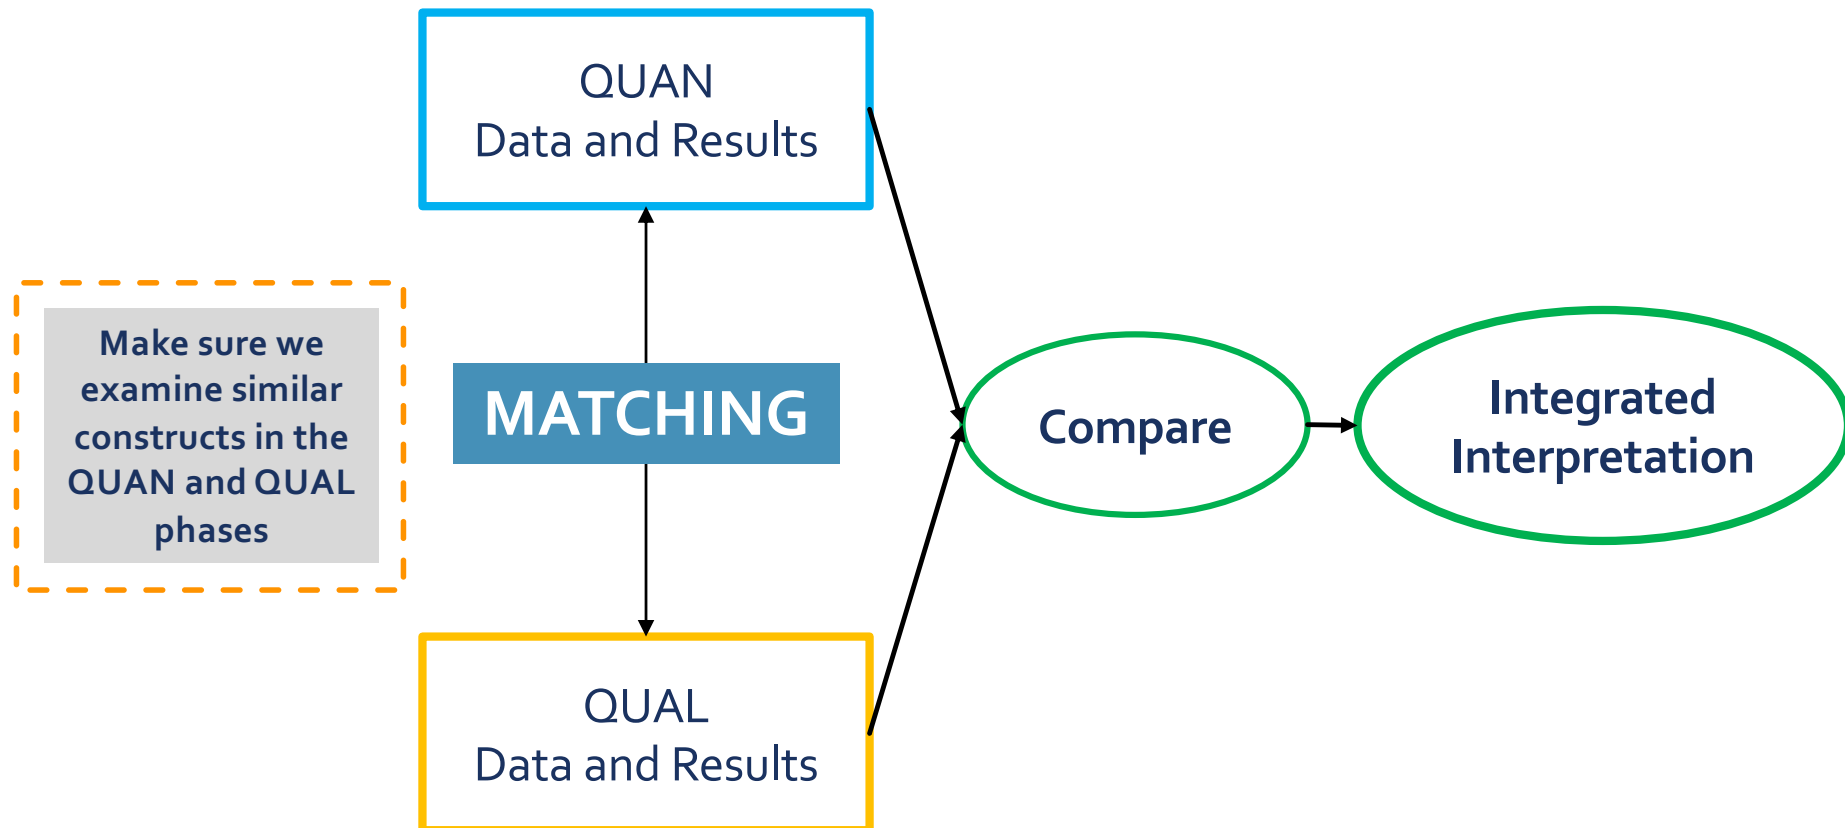 QUAN
Data and Results
Make sure we
examine similar
constructs in the
QUAN and QUAL
phases
MATCHING
Compare
Integrated
Interpretation
QUAL
Data and Results